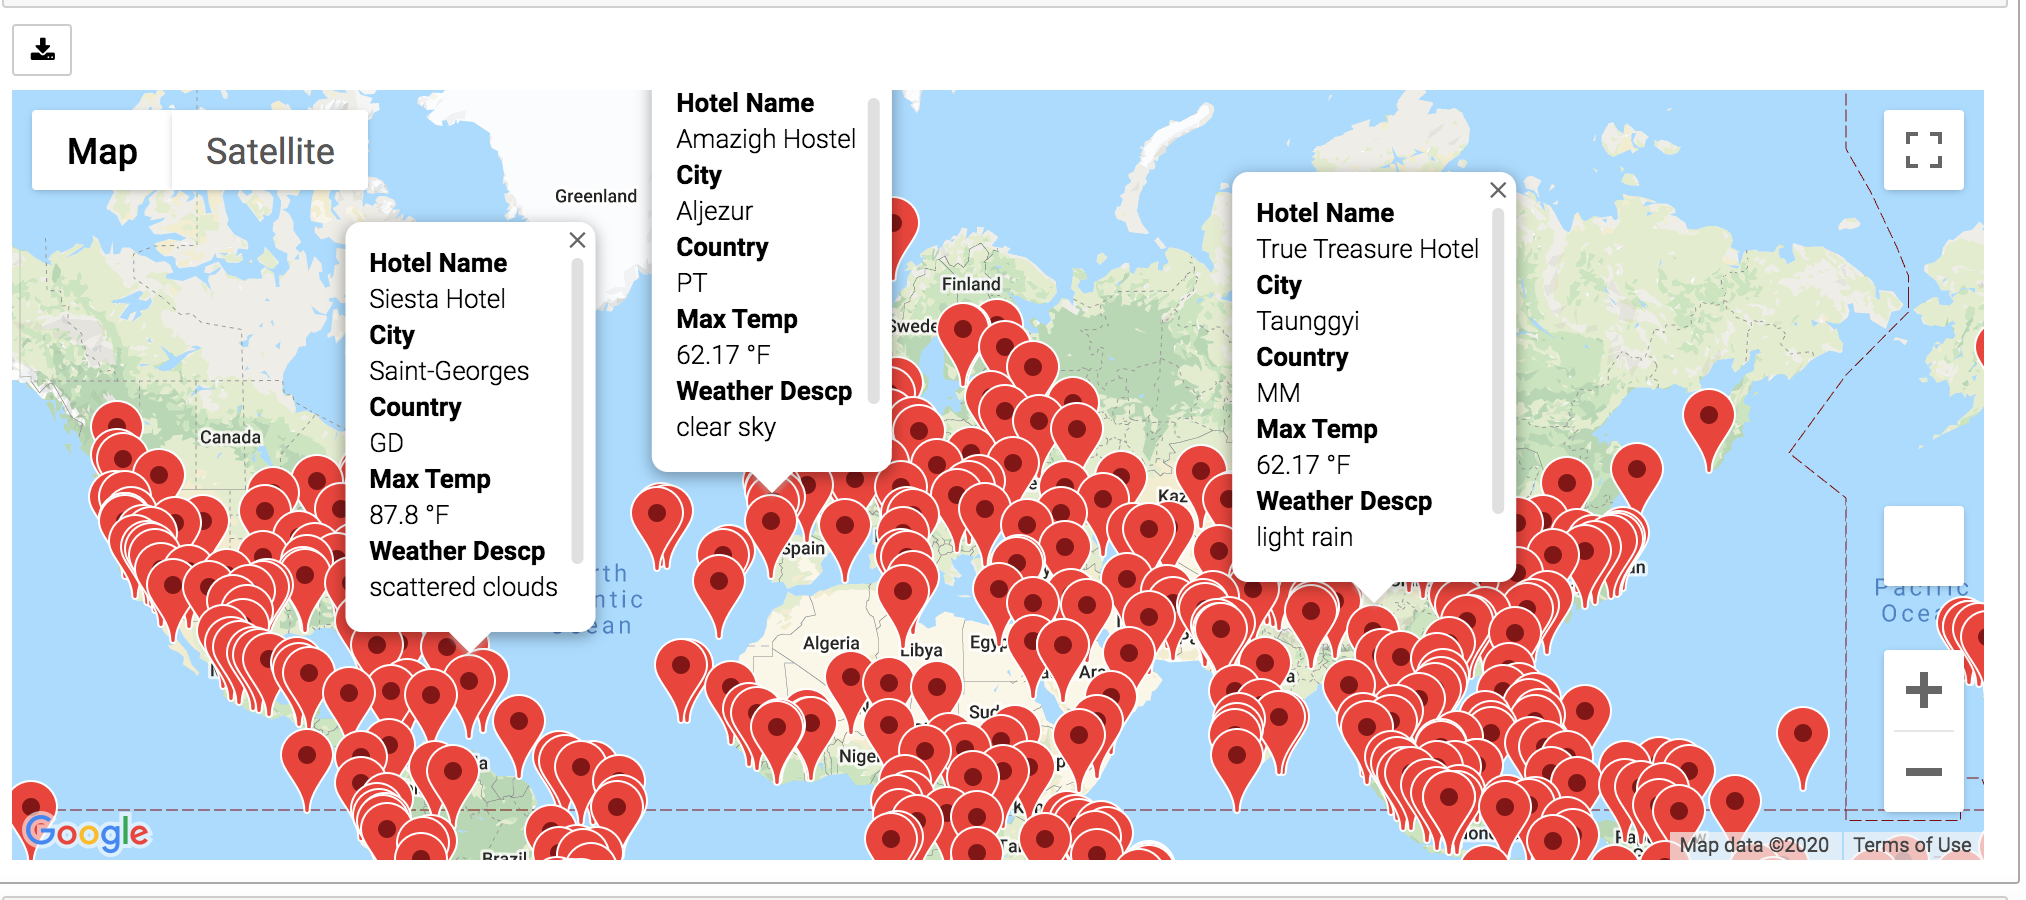 Map
Satellite
Greenland
Hotel Name
Siesta Hotel
City
Saint-Georges
Country
GD
Max Temp
87.8 °F
Weather Descp
scattered clouds
Hotel Name
Amazigh Hostel
City
Aljezur
Country
PT
Max Temp
62.17 °F
Weather Descp
clear sky
Hotel Name
True Treasure Hotel
City
Taunggyi
Country
MM
Max Temp
62.17 °F
Weather Descp
light rain
Finland
Swede
Canada
Kaz
Spain
Algeria
Libya
Egy
Sud
Nige
Brazil
Pacific
Ocea
Google
Map data ©2020
Terms of Use